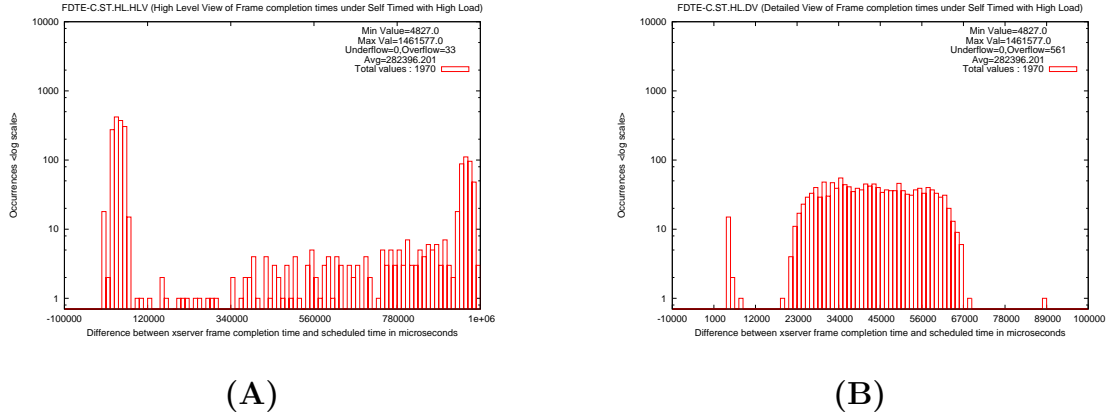 FDTE-C.ST.HL.HLV (High Level View of Frame completion times under Self Timed with High Load)
10000
1000
100
10
1
Occurrences <log scale>
Min Value=4827.0
Max Val=1461577.0
Underflow=0,Overflow=33
Avg=282396.201
Total values : 1970
-100000
120000
340000
560000
780000
1e+06
Difference between xserver frame completion time and scheduled time in microseconds
(A)
FDTE-C.ST.HL.DV (Detailed View of Frame completion times under Self Timed with High Load)
10000
1000
100
10
1
Occurrences <log scale>
Min Value=4827.0
Max Val=1461577.0
Underflow=0,Overflow=561
Avg=282396.201
Total values : 1970
-10000
1000
12000
23000
34000
45000
56000
67000
78000
89000
100000
Difference between xserver frame completion time and scheduled time in microseconds
(B)